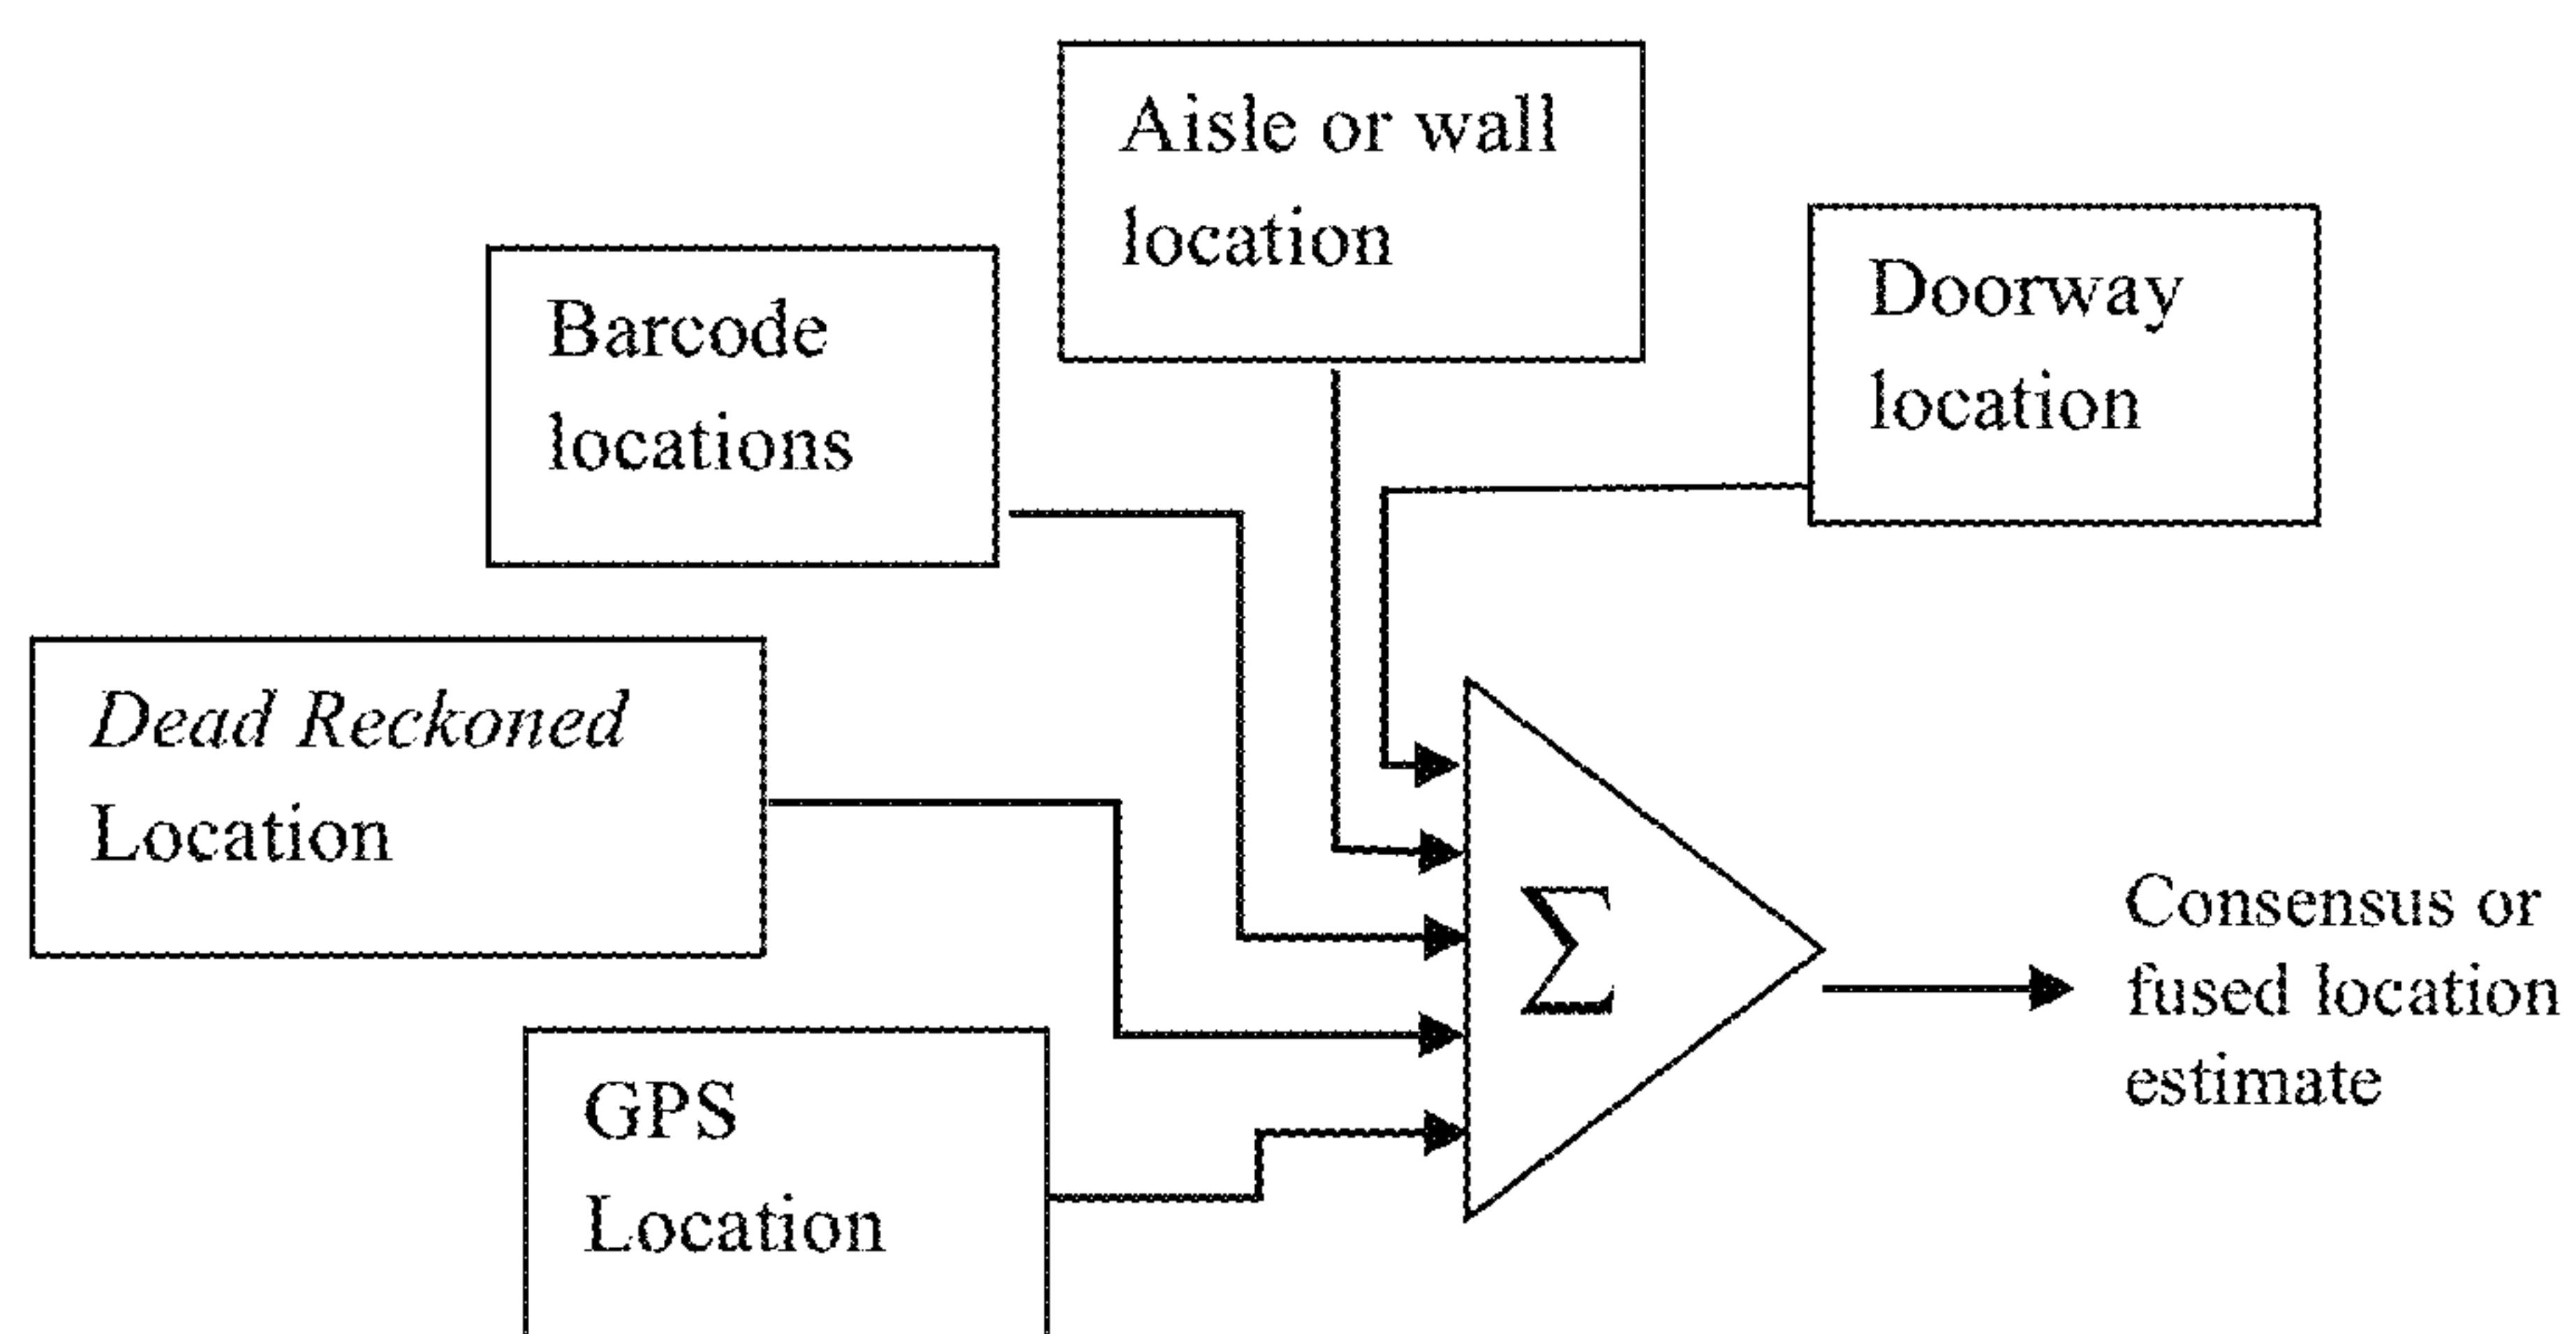 Aisle or wall
location
Doorway
location
Barcode
locations
Dead Reckoned
Location
Σ
Consensus or
fused location
estimate
GPS
Location